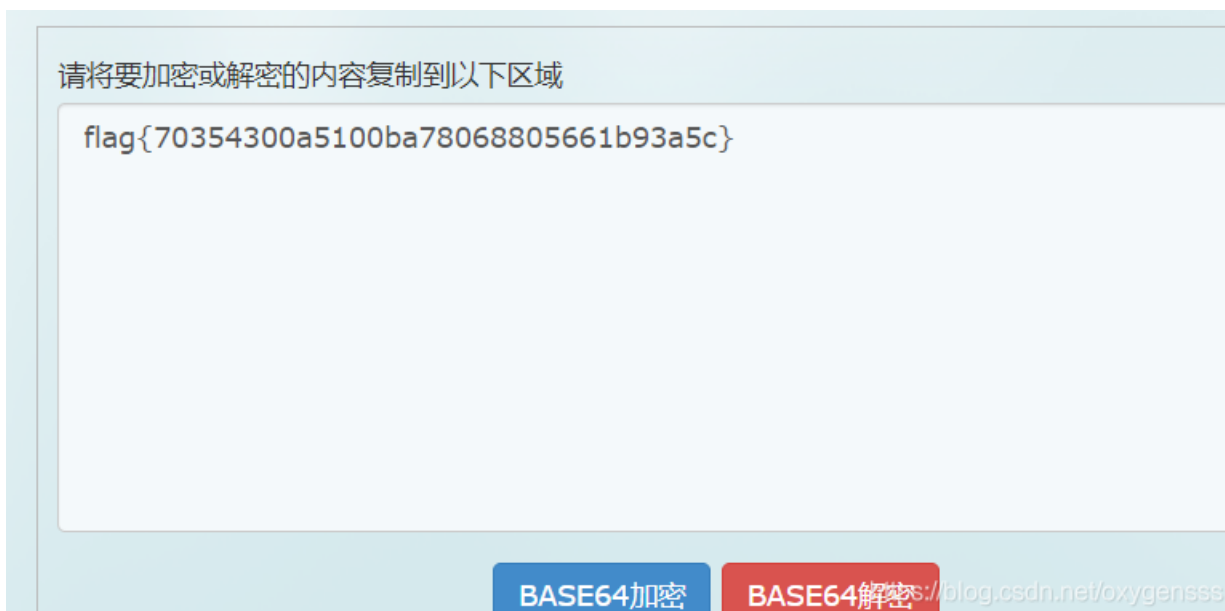 请将要加密或解密的内容复制到以下区域
flag{70354300a5100ba78068805661b93a5c}
BASE64加密 BASE64解密
https://blog.csdn.net/oxygensss